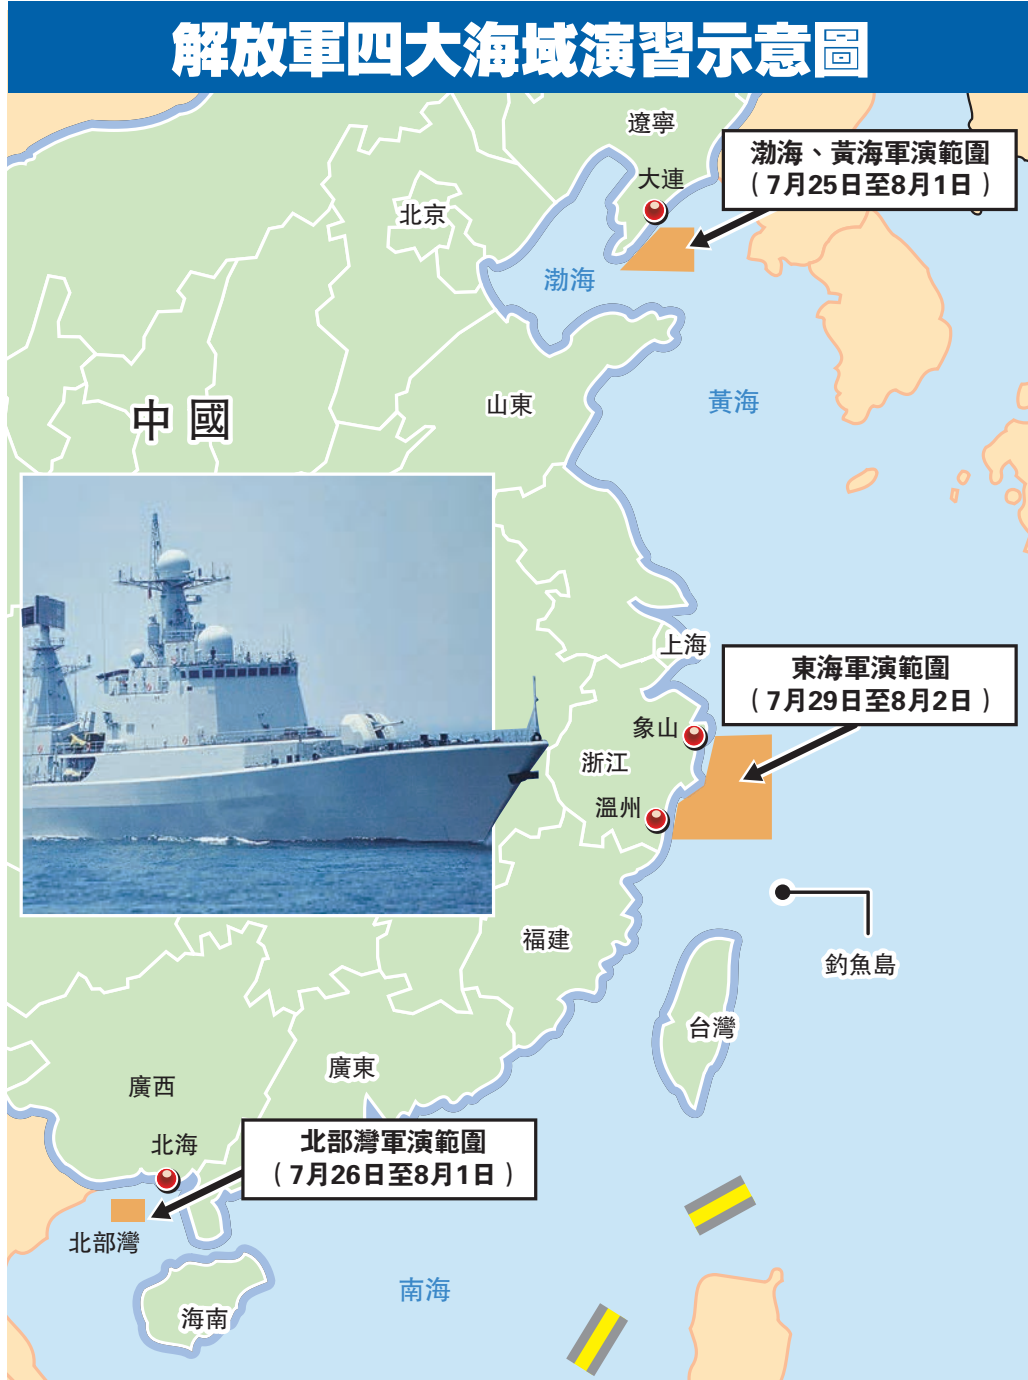 解放軍四大海域演習示意圖
遼寧
渤海、黃海軍演範圍
（7月25日至8月1日）
大連
北京
渤海
黃海
山東
中國
上海
東海軍演範圍
（7月29日至8月2日）
象山
浙江
溫州
福建
釣魚島
台灣
廣東
廣西
北海
北部灣軍演範圍
（7月26日至8月1日）
北部灣
南海
海南